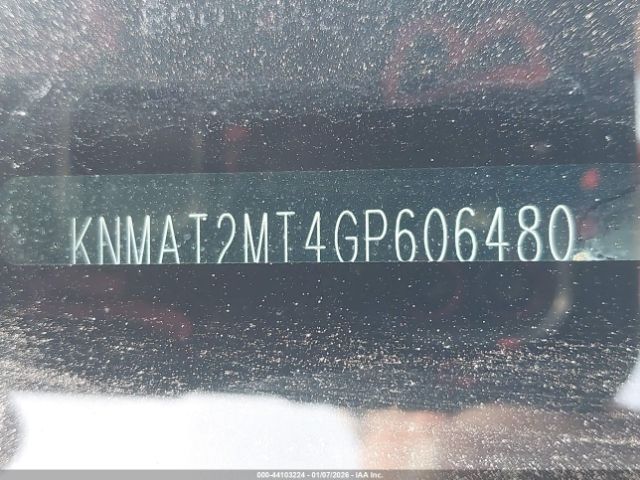 KNMAT2MT4GP606480
000-44103224 - 01/07/2026 - IAA Inc.